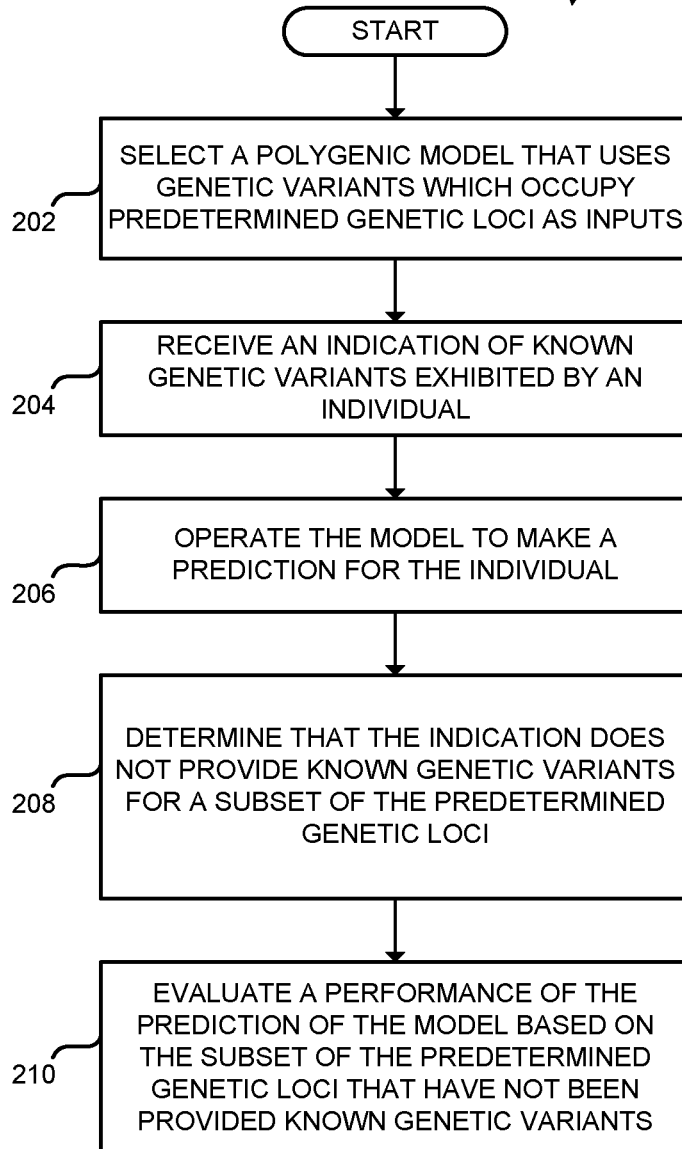 START
SELECT A POLYGENIC MODEL THAT USES
GENETIC VARIANTS WHICH OCCUPY
PREDETERMINED GENETIC LOCI AS INPUTS
202
RECEIVE AN INDICATION OF KNOWN
GENETIC VARIANTS EXHIBITED BY AN
INDIVIDUAL
204
OPERATE THE MODEL TO MAKE A
PREDICTION FOR THE INDIVIDUAL
206
DETERMINE THAT THE INDICATION DOES
NOT PROVIDE KNOWN GENETIC VARIANTS
FOR A SUBSET OF THE PREDETERMINED
GENETIC LOCI
208
EVALUATE A PERFORMANCE OF THE
PREDICTION OF THE MODEL BASED ON
THE SUBSET OF THE PREDETERMINED
GENETIC LOCI THAT HAVE NOT BEEN
PROVIDED KNOWN GENETIC VARIANTS
210